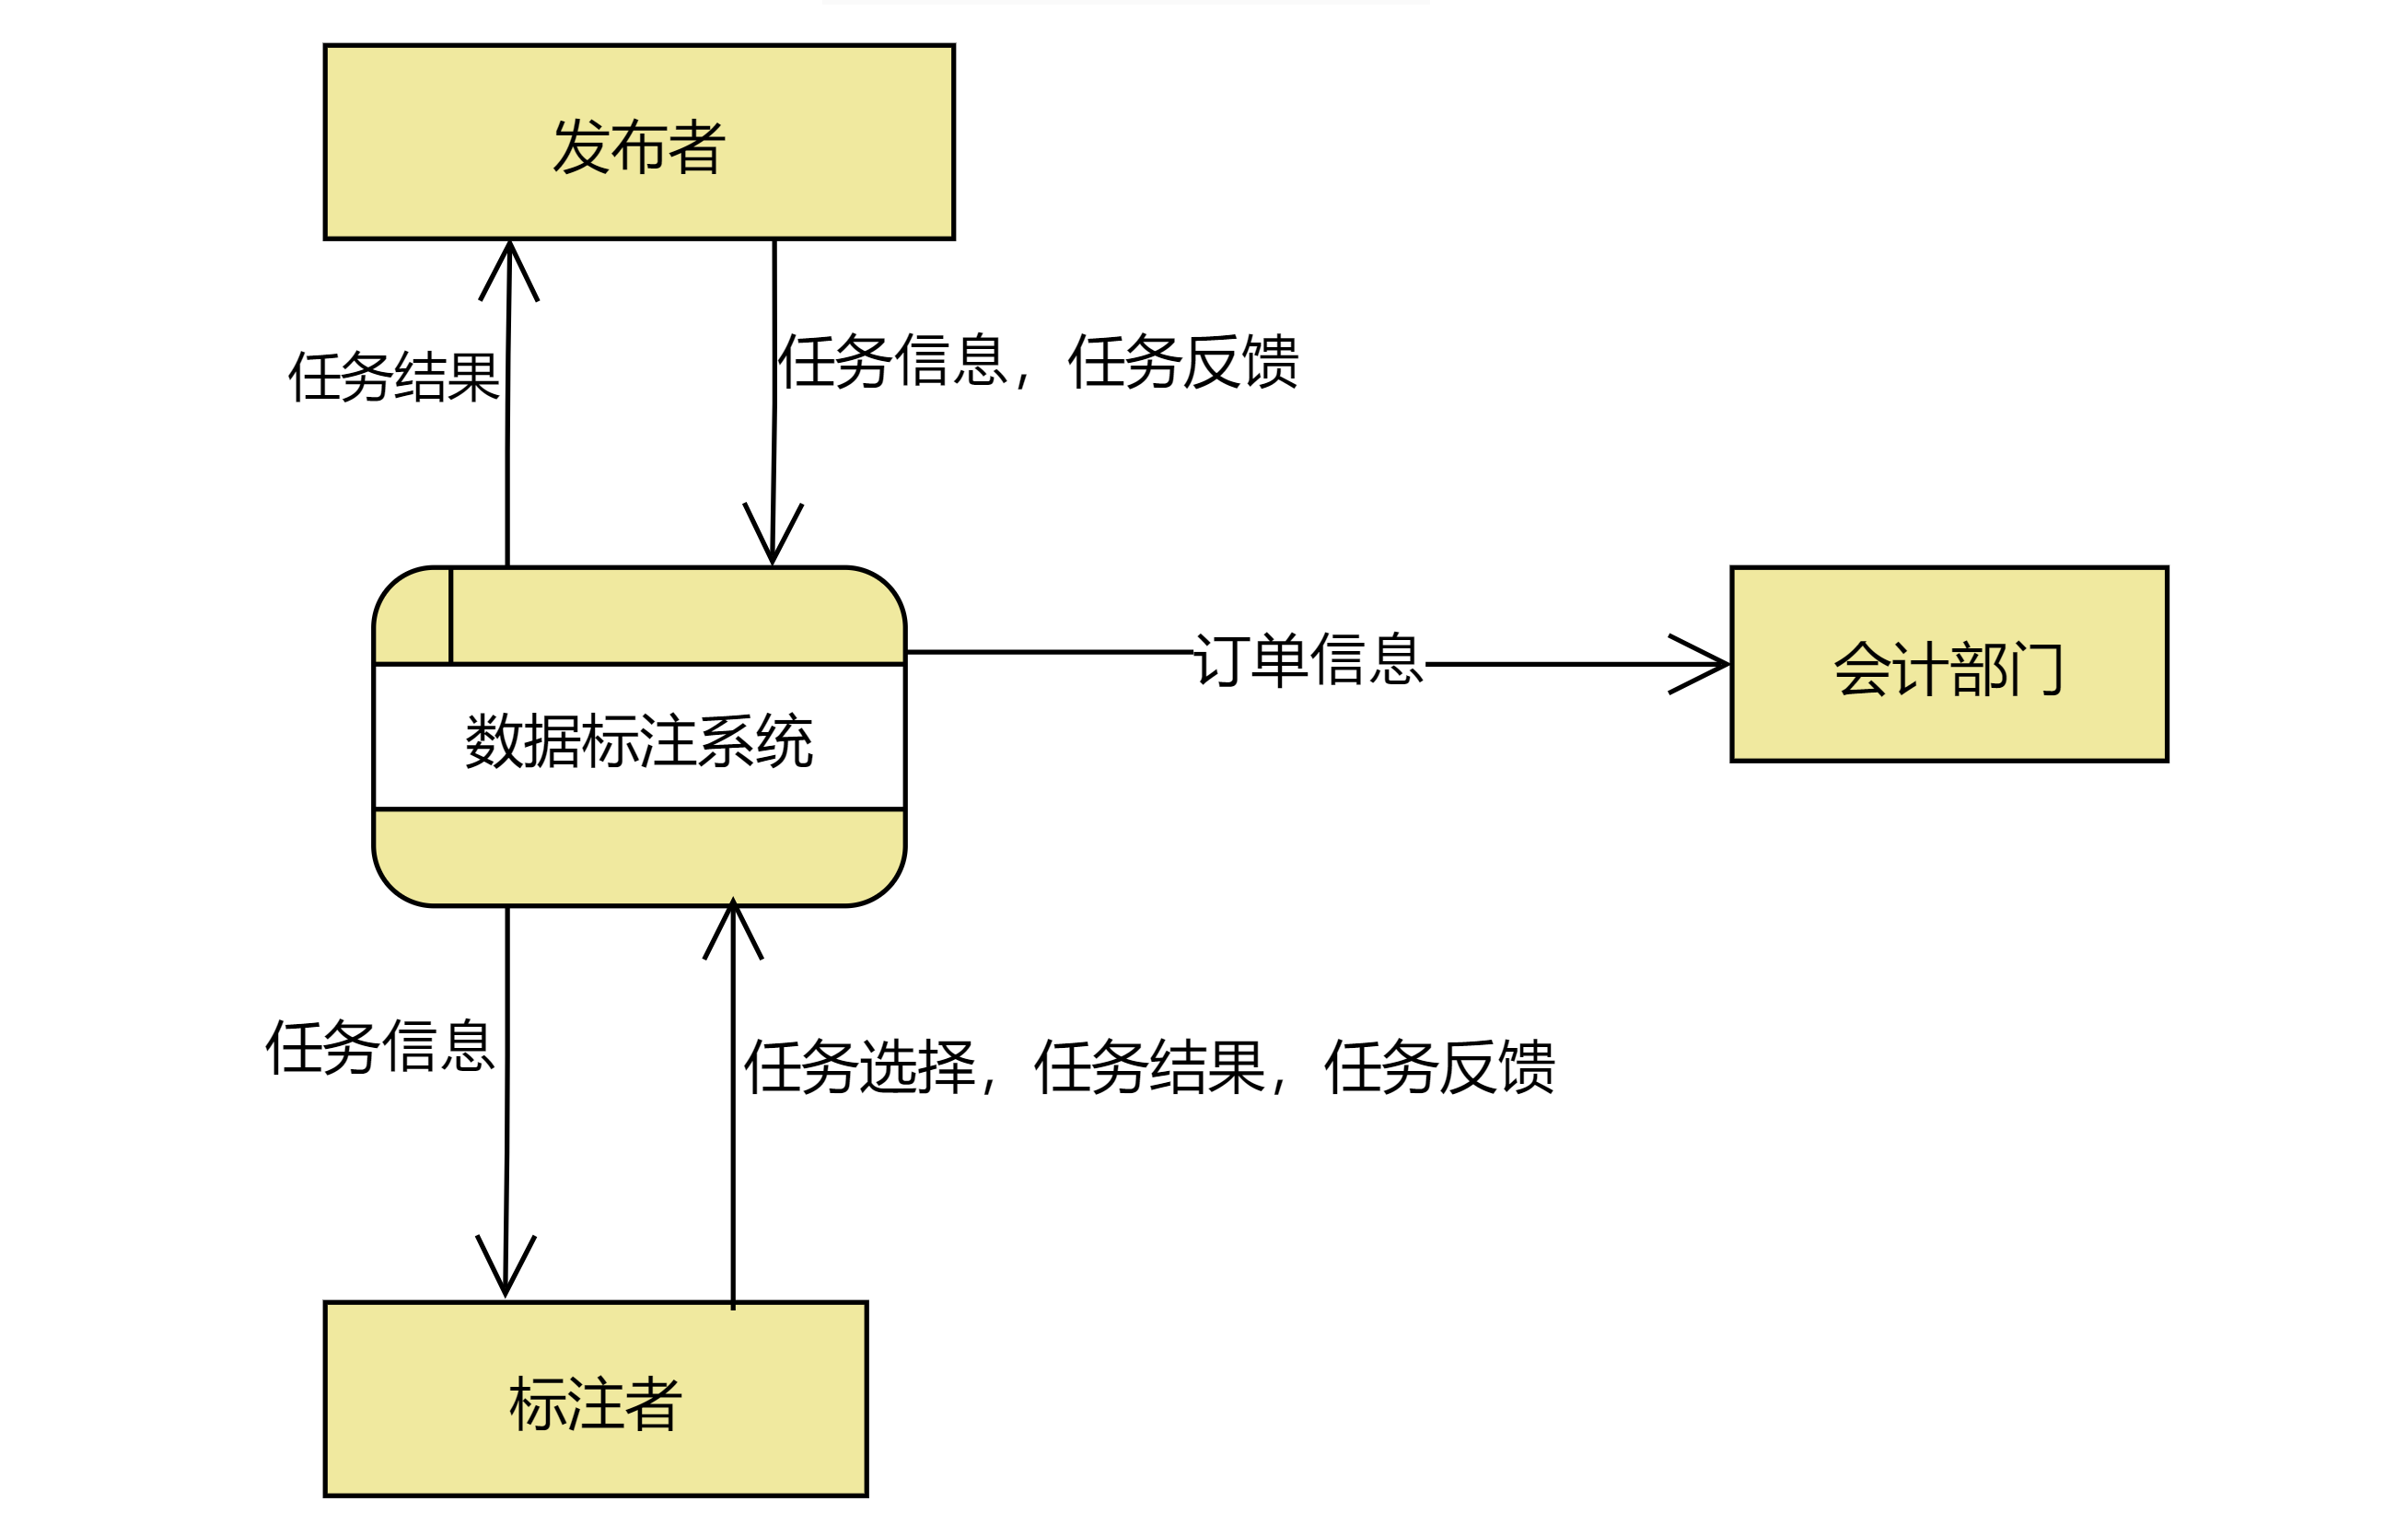 发布者
任务结果
任务信息，任务反馈
订单信息
会计部门
数据标注系统
任务信息
任务选择，任务结果，任务反馈
标注者